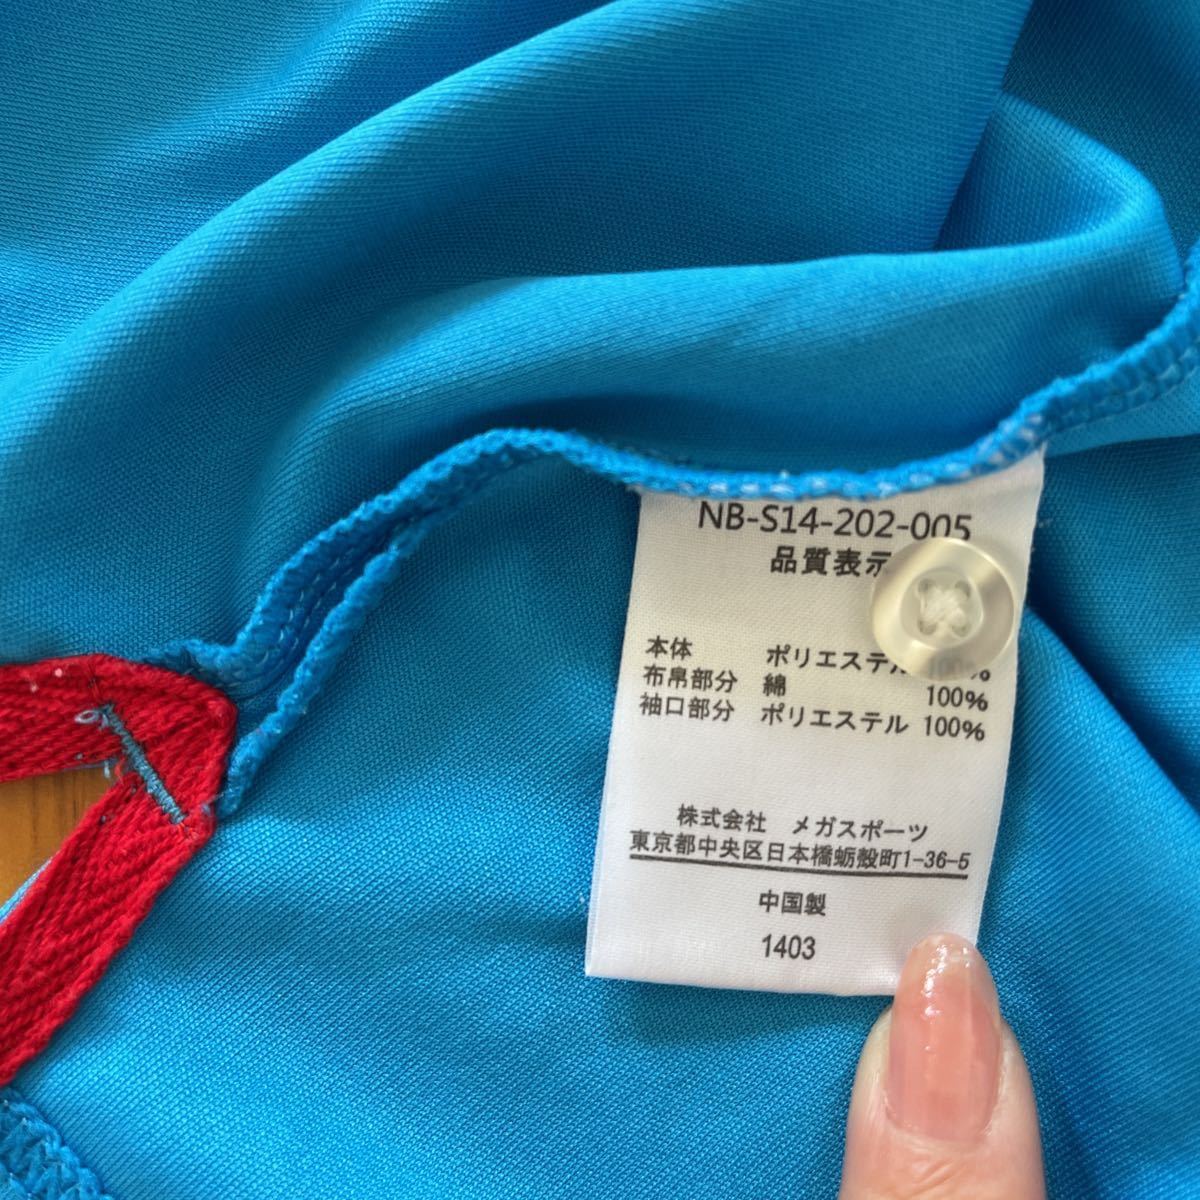 NB-S14-202-005
品質表示
本体 ポリエステル 100%
布帛部分 綿 100%
袖口部分 ポリエステル 100%
株式会社 メガスポーツ
東京都中央区日本橋蛎殻町1-36-5
中国製
1403